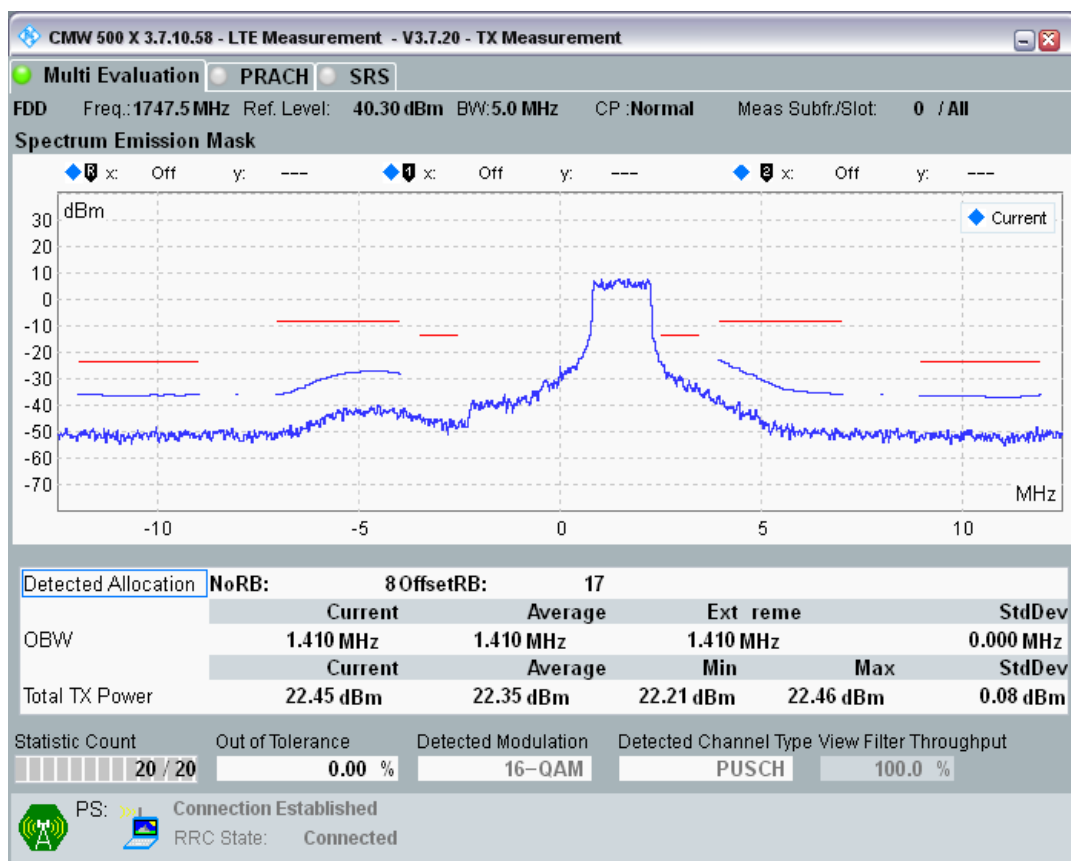 CMW 500 X 3.7.10.58 - LTE Measurement - V3.7.20 - TX Measurement
Multi Evaluation PRACH SRS
FDD Freq.: 1747.5 MHz Ref. Level: 40.30 dBm BW: 5.0 MHz CP : Normal Meas Subfr./Slot: 0 / All
Spectrum Emission Mask
R x: Off y: --- 1 x: Off y: --- 2 x: Off y: ---
dBm
Current
30
20
10
0
-10
-20
-30
-40
-50
-60
-70
MHz
-10 -5 0 5 10
Detected Allocation NoRB: 8 OffsetRB: 17
Current Average Ext reme StdDev
OBW 1.410 MHz 1.410 MHz 1.410 MHz 0.000 MHz
Current Average Min Max StdDev
Total TX Power 22.45 dBm 22.35 dBm 22.21 dBm 22.46 dBm 0.08 dBm
Statistic Count Out of Tolerance Detected Modulation Detected Channel Type View Filter Throughput
20 / 20 0.00 % 16-QAM PUSCH 100.0 %
PS: Connection Established
RRC State: Connected